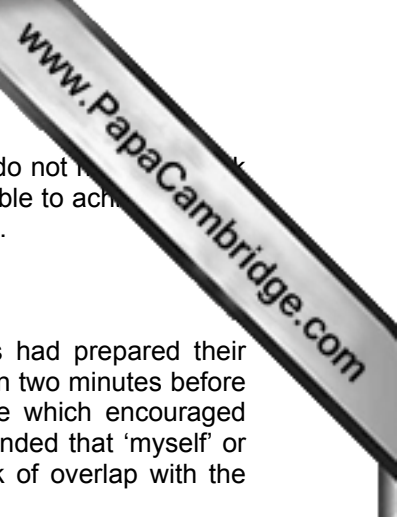 www.PapaCambridge.com
do not
ble to
.
s had prepared their
n two minutes before
e which encouraged
nded that ‘myself’ or
k of overlap with the